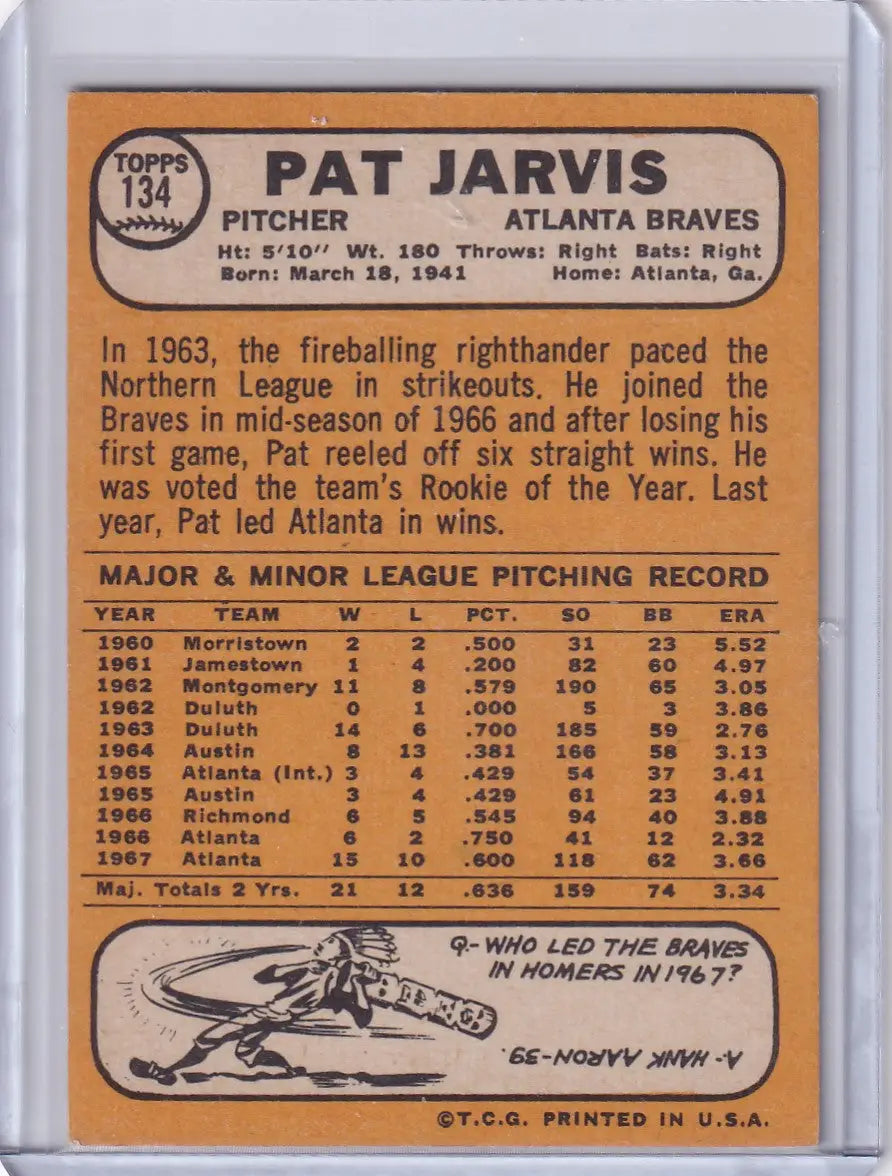 TOPPS
134
PAT JARVIS
PITCHER ATLANTA BRAVES
Ht: 5'10" Wt. 180 Throws: Right Bats: Right
Born: March 18, 1941 Home: Atlanta, Ga.
In 1963, the fireballing righthander paced the
Northern League in strikeouts. He joined the
Braves in mid-season of 1966 and after losing his
first game, Pat reeled off six straight wins. He
was voted the team's Rookie of the Year. Last
year, Pat led Atlanta in wins.
MAJOR & MINOR LEAGUE PITCHING RECORD
YEAR TEAM W L PCT. SO BB ERA
1960 Morristown 2 2 .500 31 23 5.52
1961 Jamestown 1 4 .200 82 60 4.97
1962 Montgomery 11 8 .579 190 65 3.05
1962 Duluth 0 1 .000 5 3 3.86
1963 Duluth 14 6 .700 185 59 2.76
1964 Austin 8 13 .381 166 58 3.13
1965 Atlanta (Int.) 3 4 .429 54 37 3.41
1965 Austin 3 4 .429 61 23 4.91
1966 Richmond 6 5 .545 94 40 3.88
1966 Atlanta 6 2 .750 41 12 2.32
1967 Atlanta 15 10 .600 118 62 3.66
Maj. Totals 2 Yrs. 21 12 .636 159 74 3.34
Q.-WHO LED THE BRAVES
IN HOMERS IN 1967?
A- HANK AARON-39.
©T.C.G. PRINTED IN U.S.A.